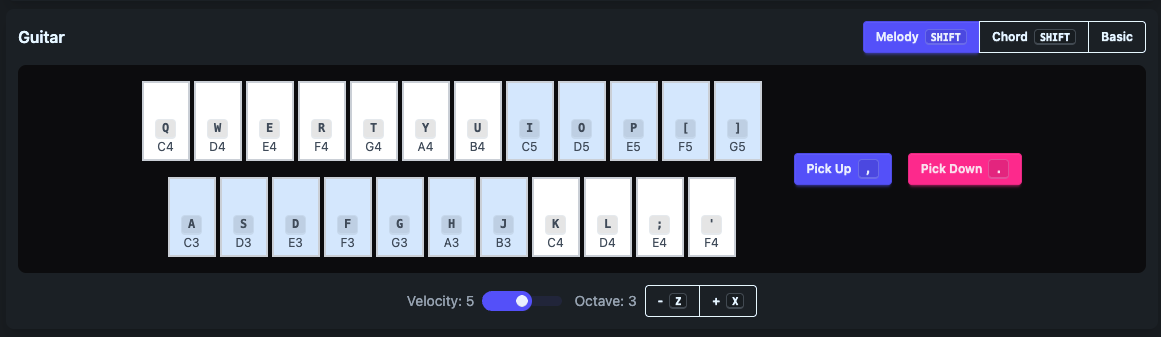 Guitar
Melody SHIFT Chord SHIFT Basic
Q W E R T Y U I O P [ ]
C4 D4 E4 F4 G4 A4 B4 C5 D5 E5 F5 G5
Pick Up , Pick Down .
A S D F G H J K L ; '
C3 D3 E3 F3 G3 A3 B3 C4 D4 E4 F4
Velocity: 5 Octave: 3 - Z + X